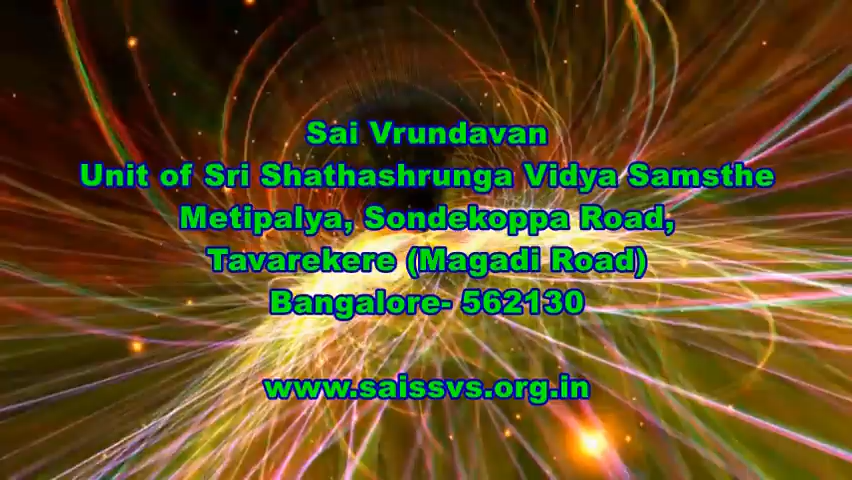 Sai Vrundavan
Unit of Sri Shathashrunga Vidya Samsthe
Metipalya, Sondekoppa Road,
Tavarekere (Magadi Road)
Bangalore- 562130
www.saissvs.org.in